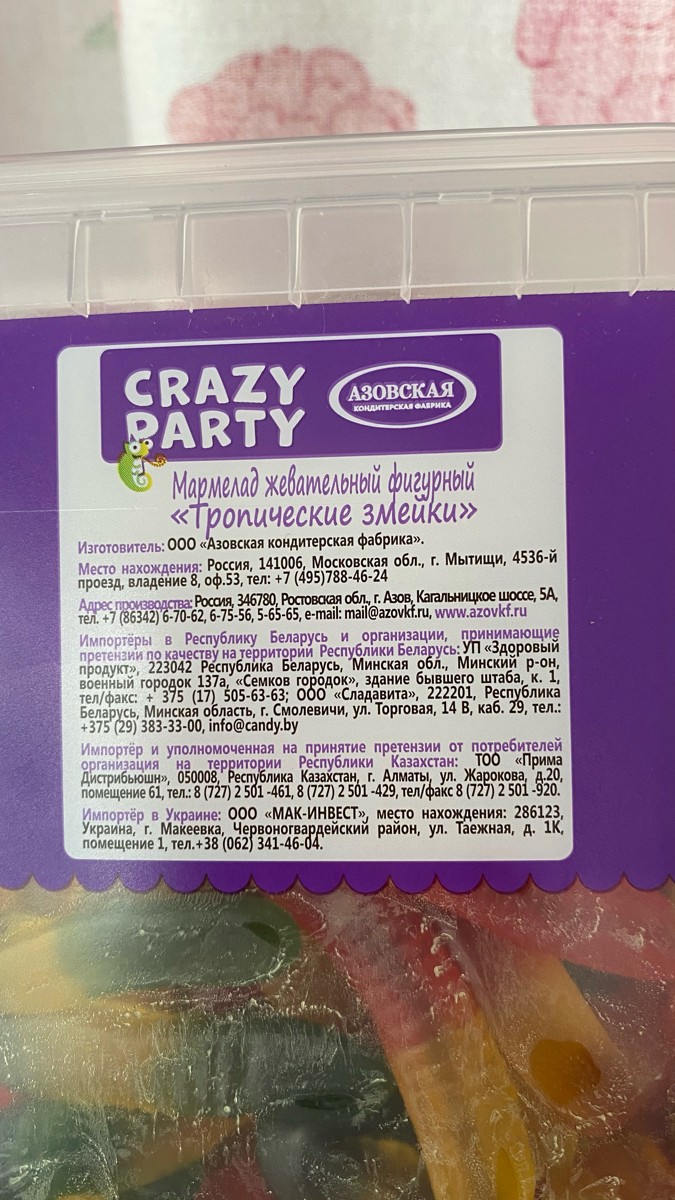 CRAZY
PARTY
АЗОВСКАЯ
КОНДИТЕРСКАЯ ФАБРИКА
Мармелад жевательный фигурный
«Тропические змейки»
Изготовитель: ООО «Азовская кондитерская фабрика».
Место нахождения: Россия, 141006, Московская обл., г. Мытищи, 4536-й
проезд, владение 8, оф.53, тел: +7 (495)788-46-24
Адрес производства: Россия, 346780, Ростовская обл., г. Азов, Кагальницкое шоссе, 5А,
тел. +7 (86342) 6-70-62, 6-75-56, 5-65-65, e-mail: mail@azovkf.ru, www.azovkf.ru
Импортёры в Республику Беларусь и организации, принимающие
претензии по качеству на территории Республики Беларусь: УП «Здоровый
продукт», 223042 Республика Беларусь, Минская обл., Минский р-он,
военный городок 137а, «Семков городок», здание бывшего штаба, к. 1,
тел/факс: + 375 (17) 505-63-63; ООО «Сладавита», 222201, Республика
Беларусь, Минская область, г. Смолевичи, ул. Торговая, 14 В, каб. 29, тел.:
+375 (29) 383-33-00, info@candy.by
Импортёр и уполномоченная на принятие претензии от потребителей
организация на территории Республики Казахстан: ТОО «Прима
Дистрибьюшн», 050008, Республика Казахстан, г. Алматы, ул. Жарокова, д.20,
помещение 61, тел.: 8 (727) 2 501 -461, 8 (727) 2 501 -429, тел/факс 8 (727) 2 501 -920.
Импортёр в Украине: ООО «МАК-ИНВЕСТ», место нахождения: 286123,
Украина, г. Макеевка, Червоногвардейский район, ул. Таежная, д. 1К,
помещение 1, тел.+38 (062) 341-46-04.